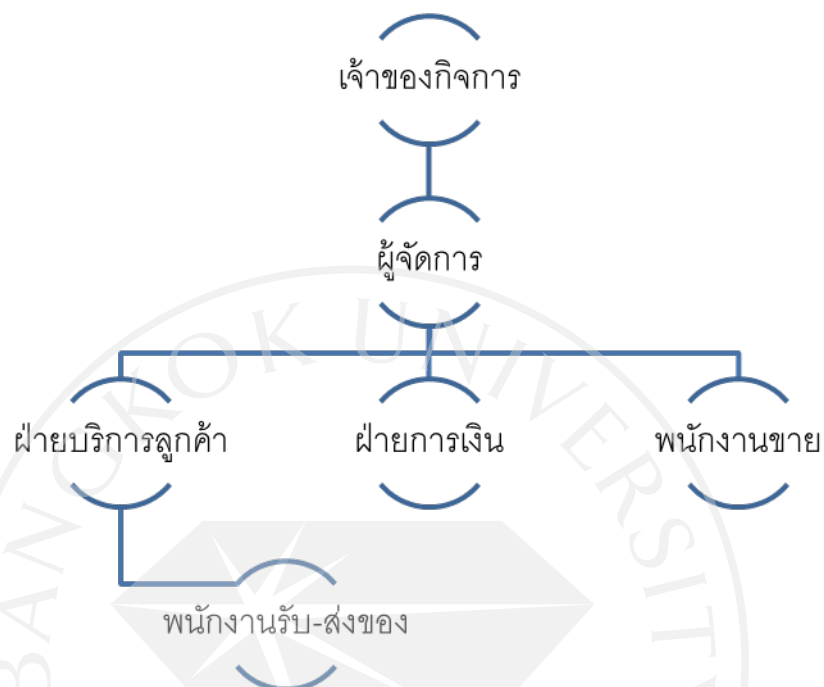 เจ้าของกิจการ
ผู้จัดการ
ฝ่ายบริการลูกค้า
ฝ่ายการเงิน
พนักงานขาย
พนักงานรับ-ส่งของ
BANGKOK UNIVERSITY